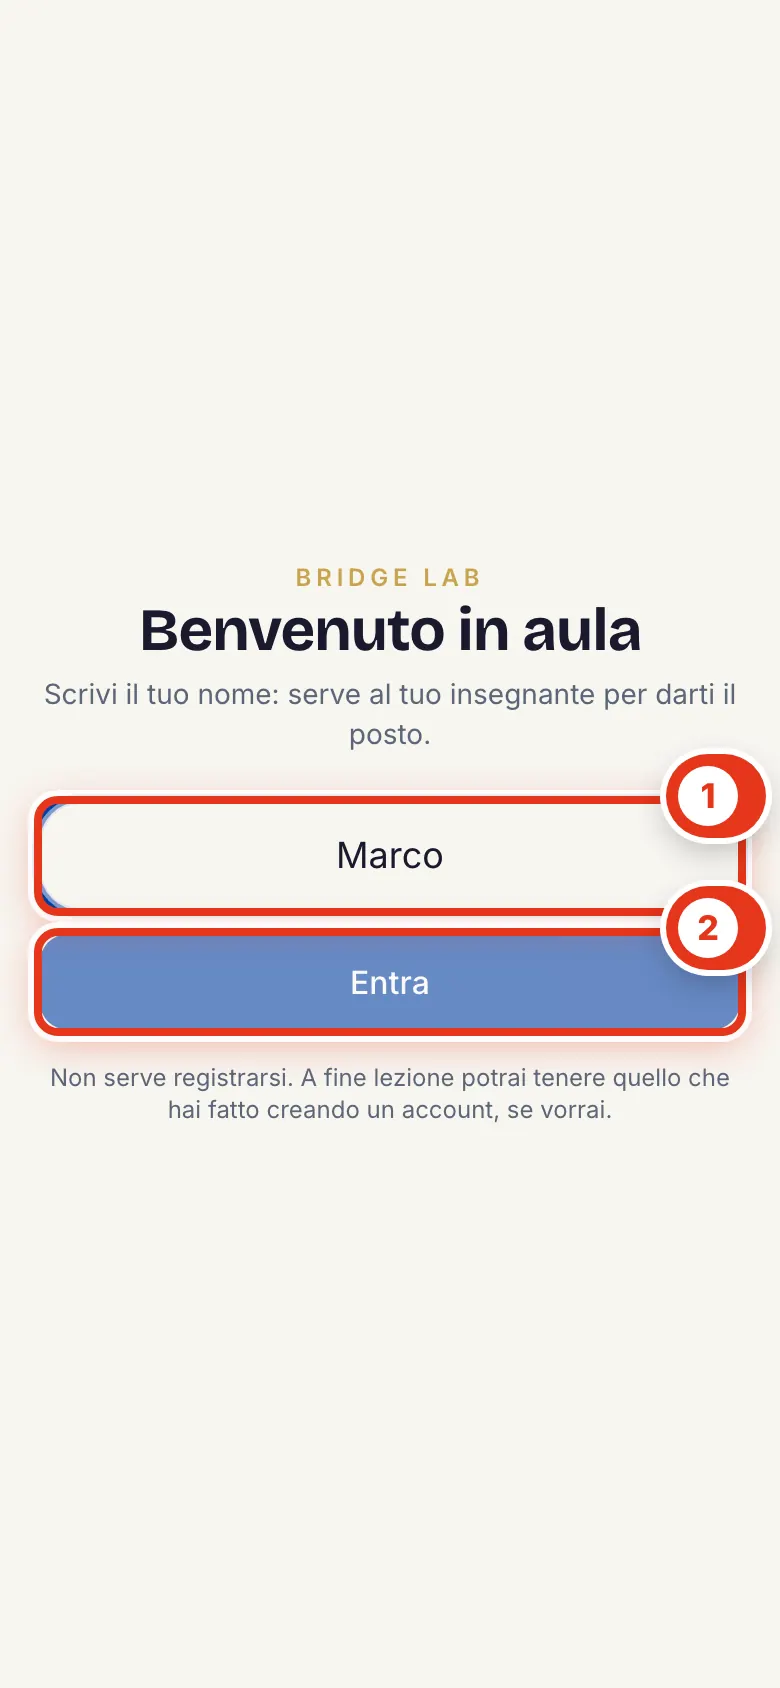 BRIDGE LAB
Benvenuto in aula
Scrivi il tuo nome: serve al tuo insegnante per darti il
posto.
1
Marco
2
Entra
Non serve registrarsi. A fine lezione potrai tenere quello che
hai fatto creando un account, se vorrai.